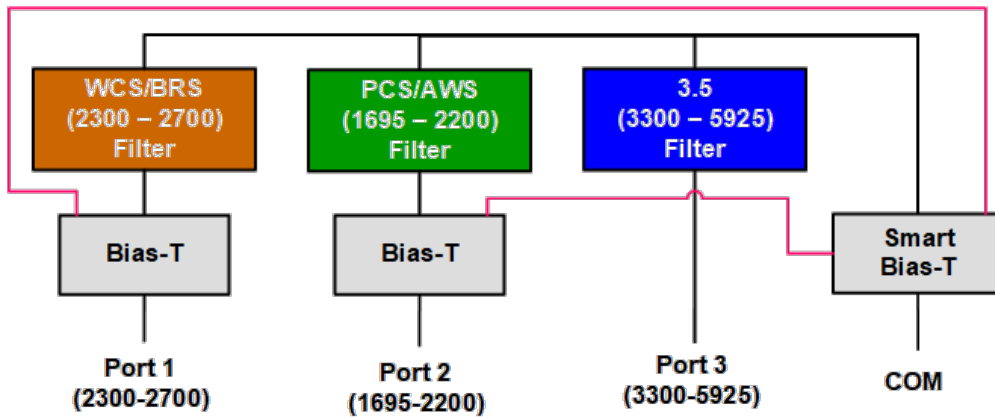 WCS/BRS
(2300 – 2700)
Filter
PCS/AWS
(1695 – 2200)
Filter
3.5
(3300 – 5925)
Filter
Bias-T
Bias-T
Smart
Bias-T
Port 1
(2300-2700)
Port 2
(1695-2200)
Port 3
(3300-5925)
COM